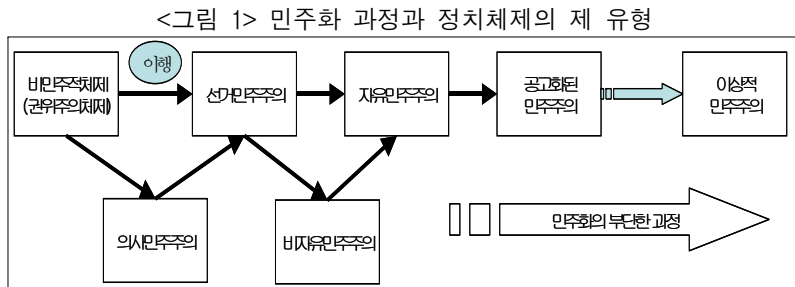 <그림 1> 민주화 과정과 정치체제의 제 유형
이행
비민주적체제
(권위주의체제)
선거민주주의
자유민주주의
공고화된
민주주의
이상적
민주주의
의사민주주의
비자유민주주의
민주화의 부단한 과정